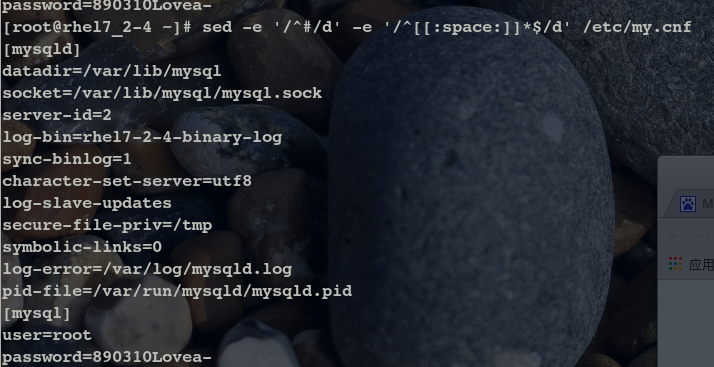 password=890310Lovea-
[root@rhel7_2-4 ~]# sed -e '/^#/d' -e '/^[[:space:]]*$/d' /etc/my.cnf
[mysqld]
datadir=/var/lib/mysql
socket=/var/lib/mysql/mysql.sock
server-id=2
log-bin=rhel7-2-4-binary-log
sync-binlog=1
character-set-server=utf8
log-slave-updates
secure-file-priv=/tmp
symbolic-links=0
log-error=/var/log/mysqld.log
pid-file=/var/run/mysqld/mysqld.pid
[mysql]
user=root
password=890310Lovea-
M
应用